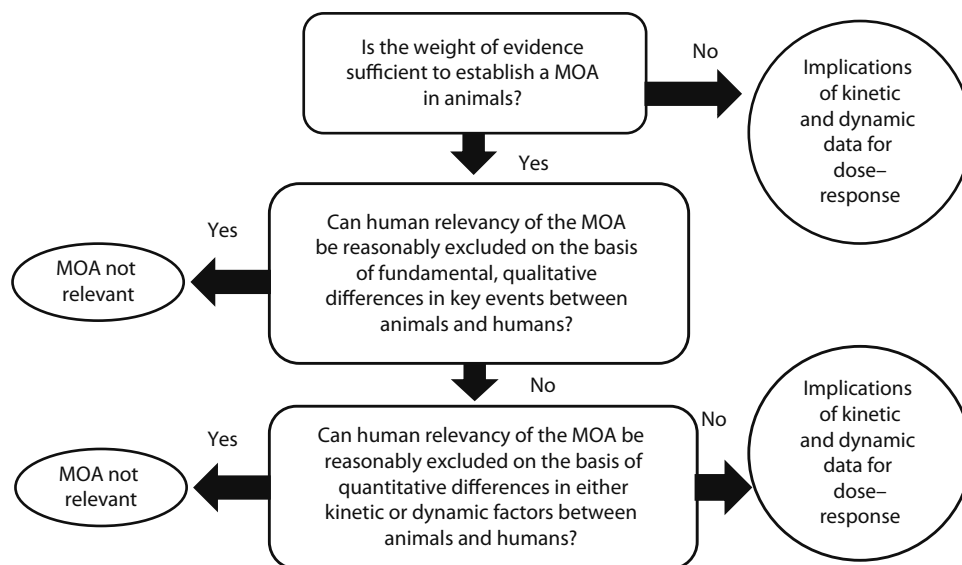 Is the weight of evidence
sufficient to establish a MOA
in animals?
No
Implications
of kinetic
and dynamic
data for
dose–
response
Yes
Can human relevancy of the MOA
be reasonably excluded on the basis
of fundamental, qualitative
differences in key events between
animals and humans?
Yes
MOA not
relevant
No
Can human relevancy of the MOA be
reasonably excluded on the basis of
quantitative differences in either
kinetic or dynamic factors between
animals and humans?
Yes
MOA not
relevant
No
Implications
of kinetic
and dynamic
data for
dose–
response